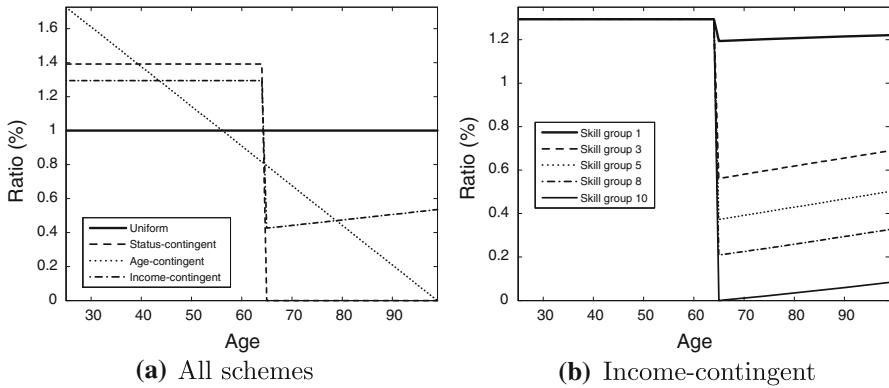 1.8
1.6
1.4
1.2
1
0.8
0.6
0.4
0.2
0
Ratio (%)
Uniform
Status-contingent
Age-contingent
Income-contingent
30 40 50 60 70 80 90
Age
(a) All schemes
1.2
1
0.8
0.6
0.4
0.2
0
Ratio (%)
Skill group 1
Skill group 3
Skill group 5
Skill group 8
Skill group 10
30 40 50 60 70 80 90
Age
(b) Income-contingent